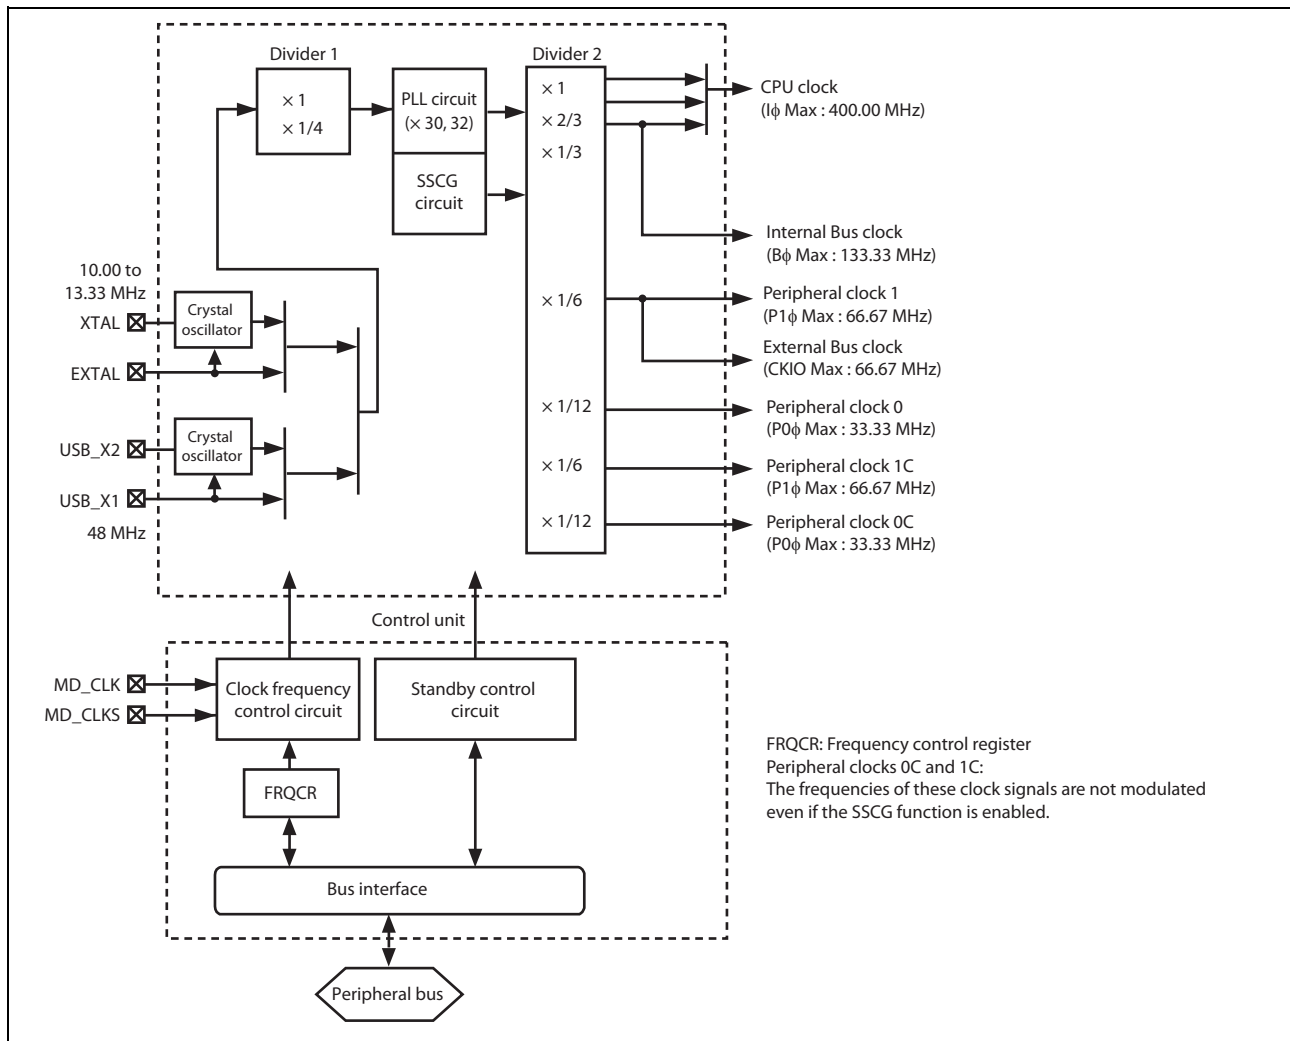 Divider 1
× 1
× 1/4
PLL circuit
(× 30, 32)
SSCG
circuit
Divider 2
× 1
× 2/3
× 1/3
× 1/6
× 1/12
× 1/6
× 1/12
CPU clock
(Iϕ Max : 400.00 MHz)
Internal Bus clock
(Bϕ Max : 133.33 MHz)
Peripheral clock 1
(P1ϕ Max : 66.67 MHz)
External Bus clock
(CKIO Max : 66.67 MHz)
Peripheral clock 0
(P0ϕ Max : 33.33 MHz)
Peripheral clock 1C
(P1ϕ Max : 66.67 MHz)
Peripheral clock 0C
(P0ϕ Max : 33.33 MHz)
10.00 to
13.33 MHz
XTAL
Crystal
oscillator
EXTAL
USB_X2
Crystal
oscillator
USB_X1
48 MHz
Control unit
MD_CLK
MD_CLKS
Clock frequency
control circuit
Standby control
circuit
FRQCR
Bus interface
Peripheral bus
FRQCR: Frequency control register
Peripheral clocks 0C and 1C:
The frequencies of these clock signals are not modulated
even if the SSCG function is enabled.